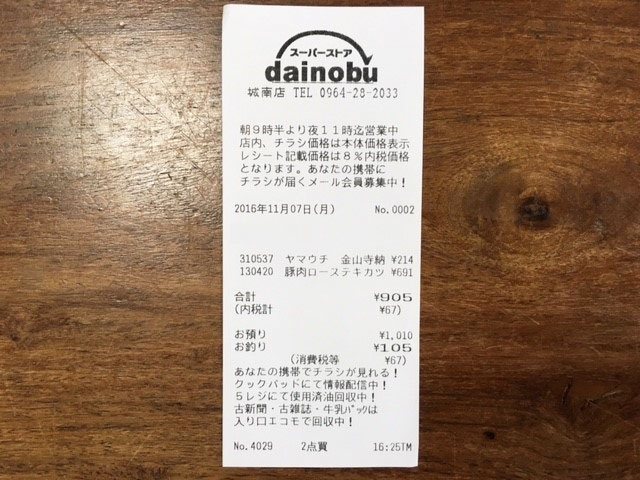 スーパーストア
dainobu
城南店 TEL 0964-28-2033
朝9時半より夜11時迄営業中
店内、チラシ価格は本体価格表示
レシート記載価格は8%内税価格
となります。あなたの携帯に
チラシが届くメール会員募集中！
2016年11月07日(月) No.0002
310537 ヤマウチ 金山寺納 ¥214
130420 豚肉ローステキカツ ¥691
合計 ¥905
(内税計 ¥67)
お預り ¥1,010
お釣り ¥105
(消費税等 ¥67)
あなたの携帯でチラシが見れる！
クックパッドにて情報配信中！
5レジにて使用済油回収中！
古新聞・古雑誌・牛乳パックは
入り口エコモで回収中！
No.4029 2点買 16:25TM